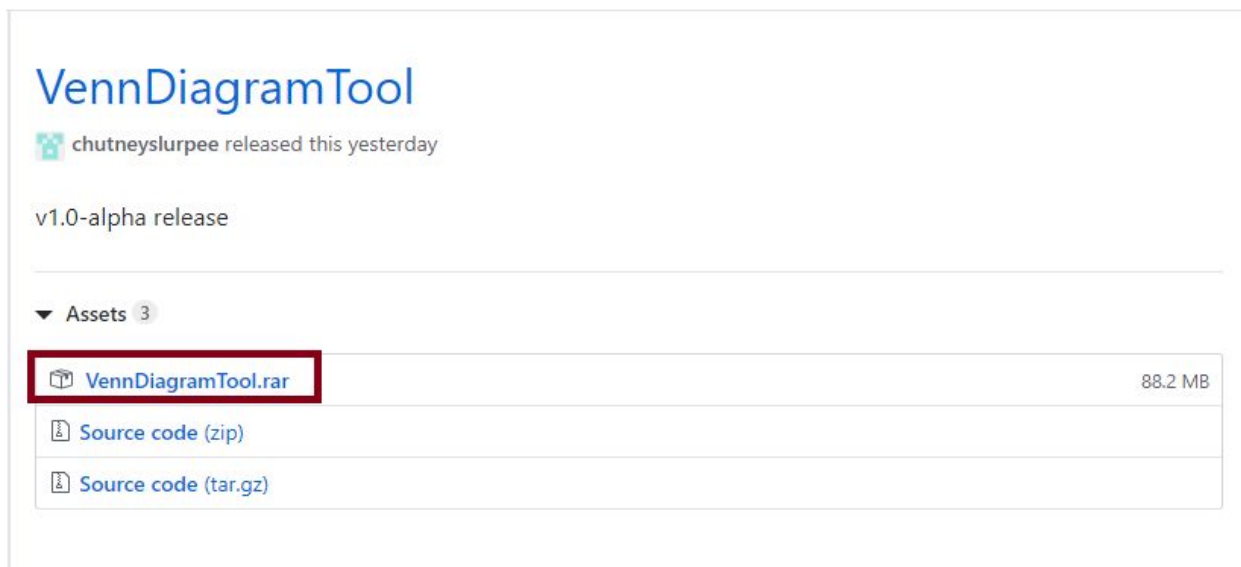 VennDiagramTool
chutneyslurpee released this yesterday
v1.0-alpha release
Assets 3
VennDiagramTool.rar 88.2 MB
Source code (zip)
Source code (tar.gz)